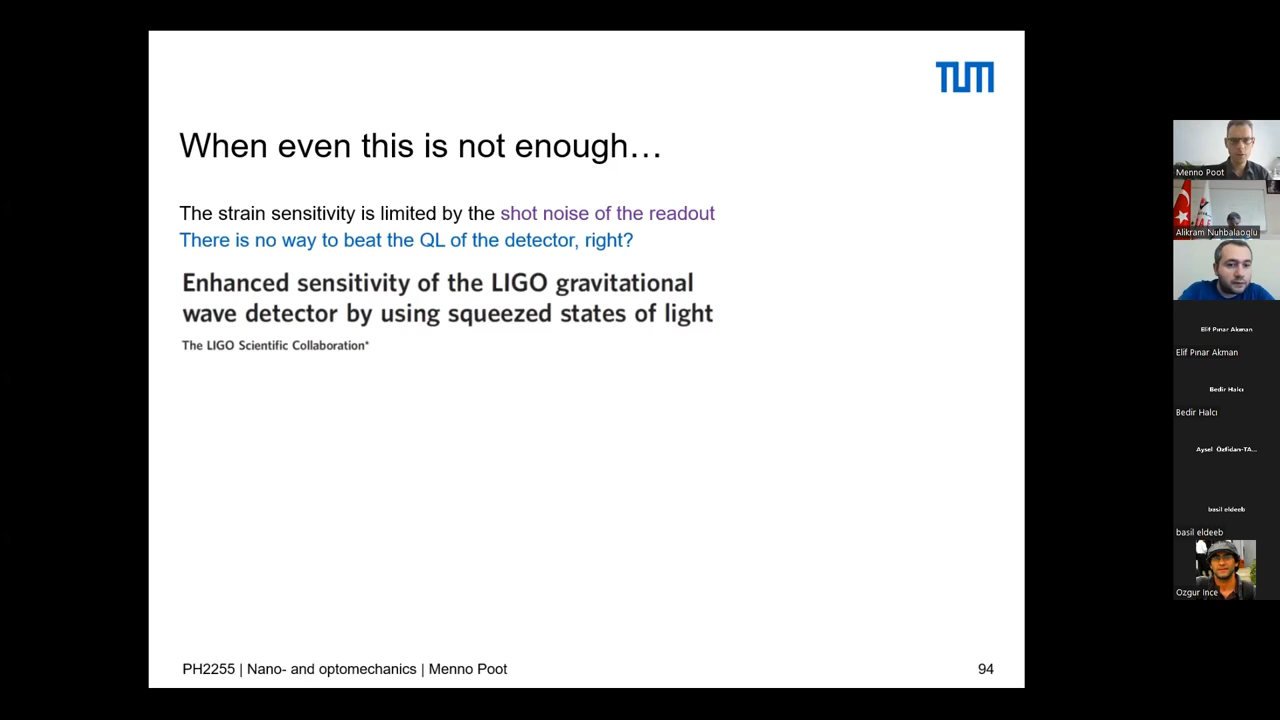 TUM
When even this is not enough…
The strain sensitivity is limited by the shot noise of the readout
There is no way to beat the QL of the detector, right?
Enhanced sensitivity of the LIGO gravitational
wave detector by using squeezed states of light
The LIGO Scientific Collaboration*
PH2255 | Nano- and optomechanics | Menno Poot
94
Menno Poot
Alikram Nuhbalaoglu
Elif Pınar Akman
Elif Pınar Akman
Bedir Halcı
Bedir Halcı
Aysel Özfidan-TA...
basil eldeeb
basil eldeeb
Ozgur Ince